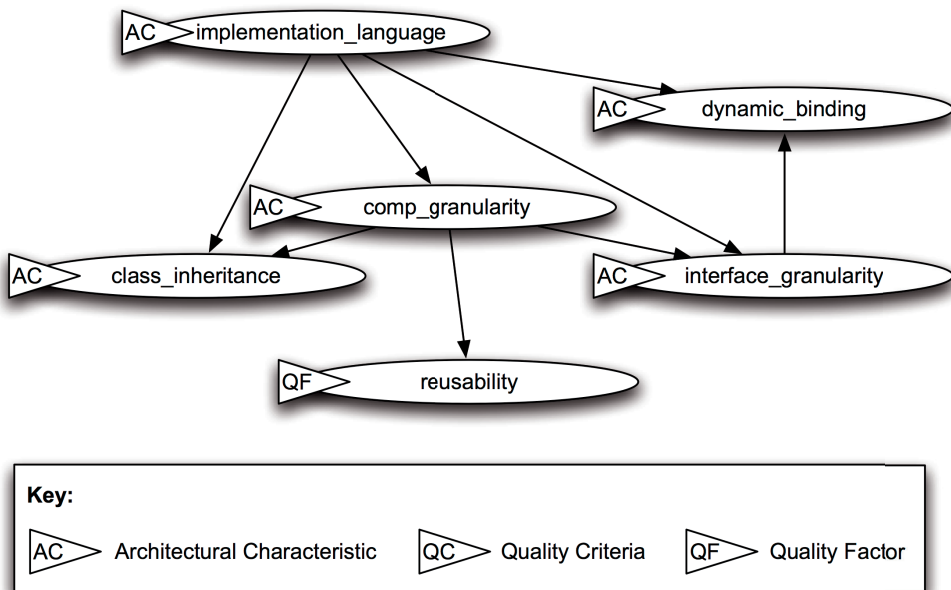 AC implementation_language
AC dynamic_binding
AC comp_granularity
AC class_inheritance
AC interface_granularity
QF reusability
Key:
AC Architectural Characteristic QC Quality Criteria QF Quality Factor